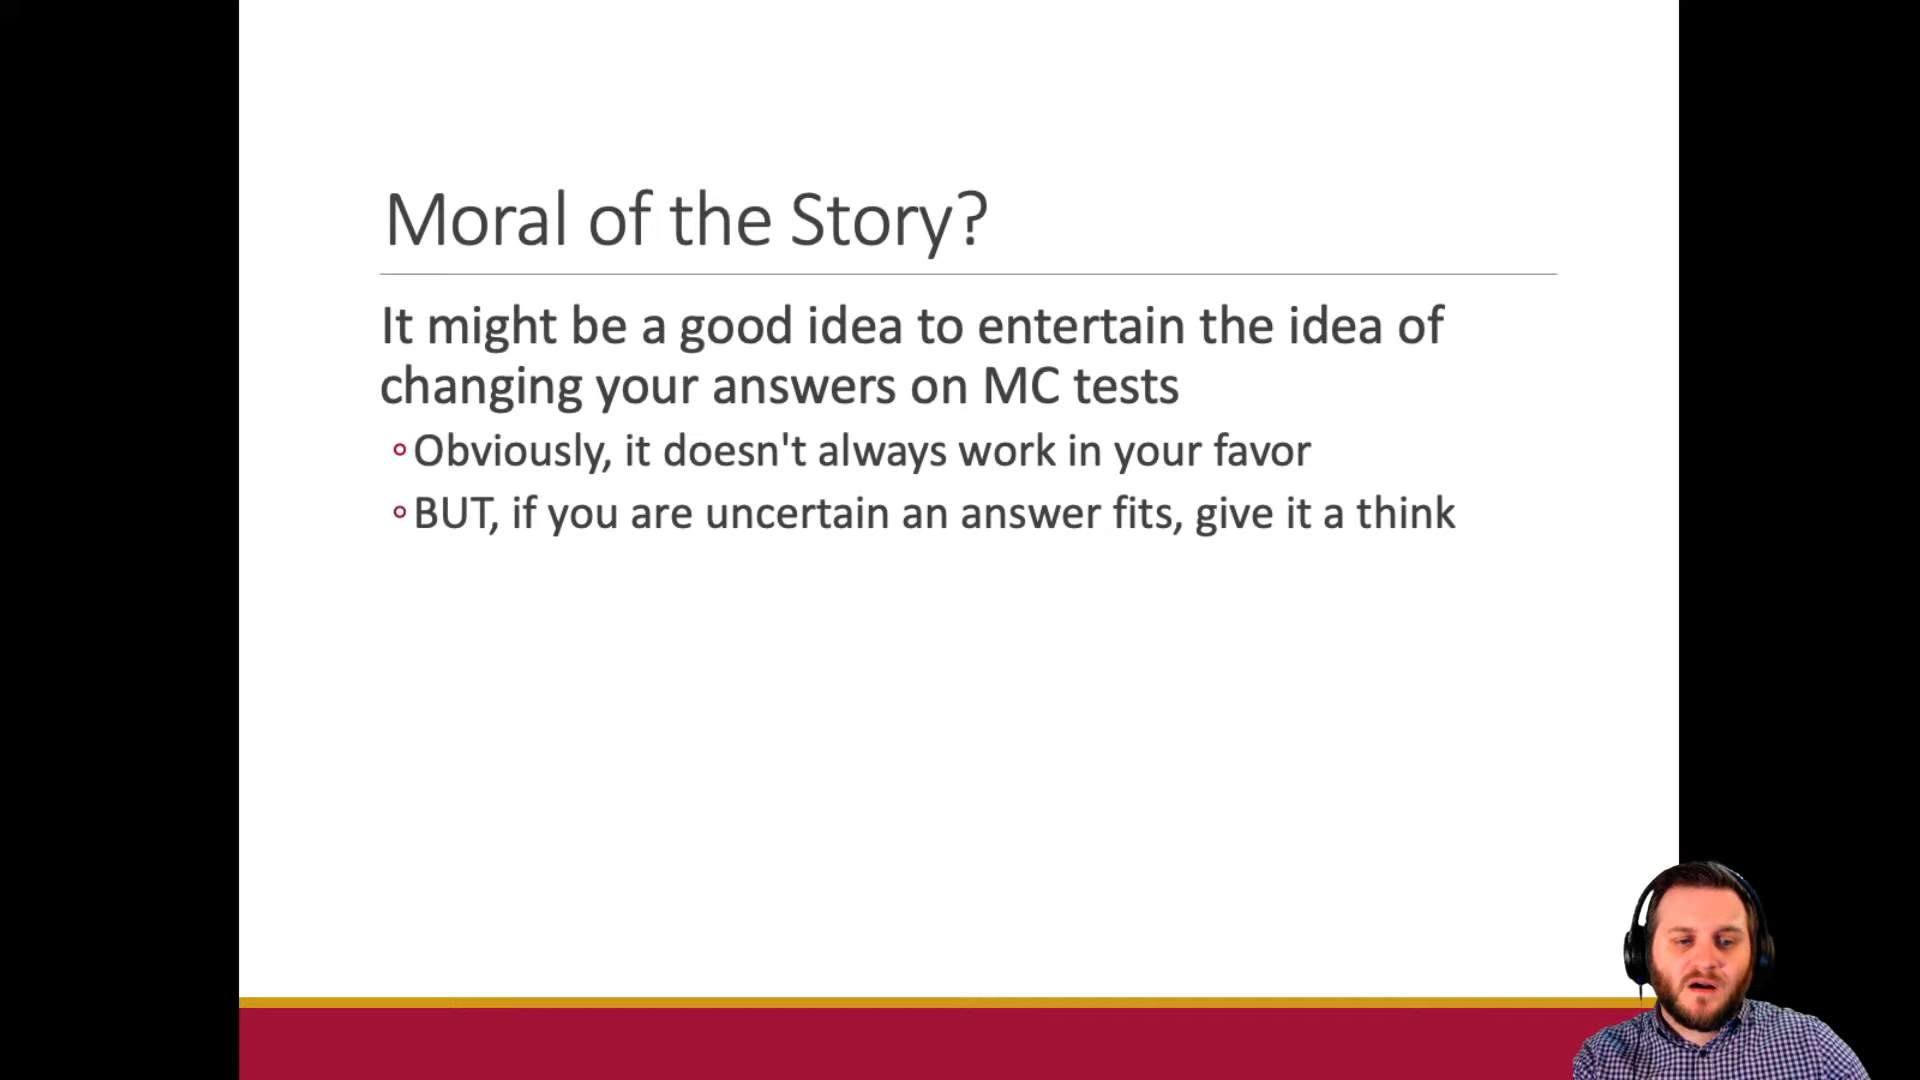 Moral of the Story?
It might be a good idea to entertain the idea of
changing your answers on MC tests
◦Obviously, it doesn't always work in your favor
◦BUT, if you are uncertain an answer fits, give it a think